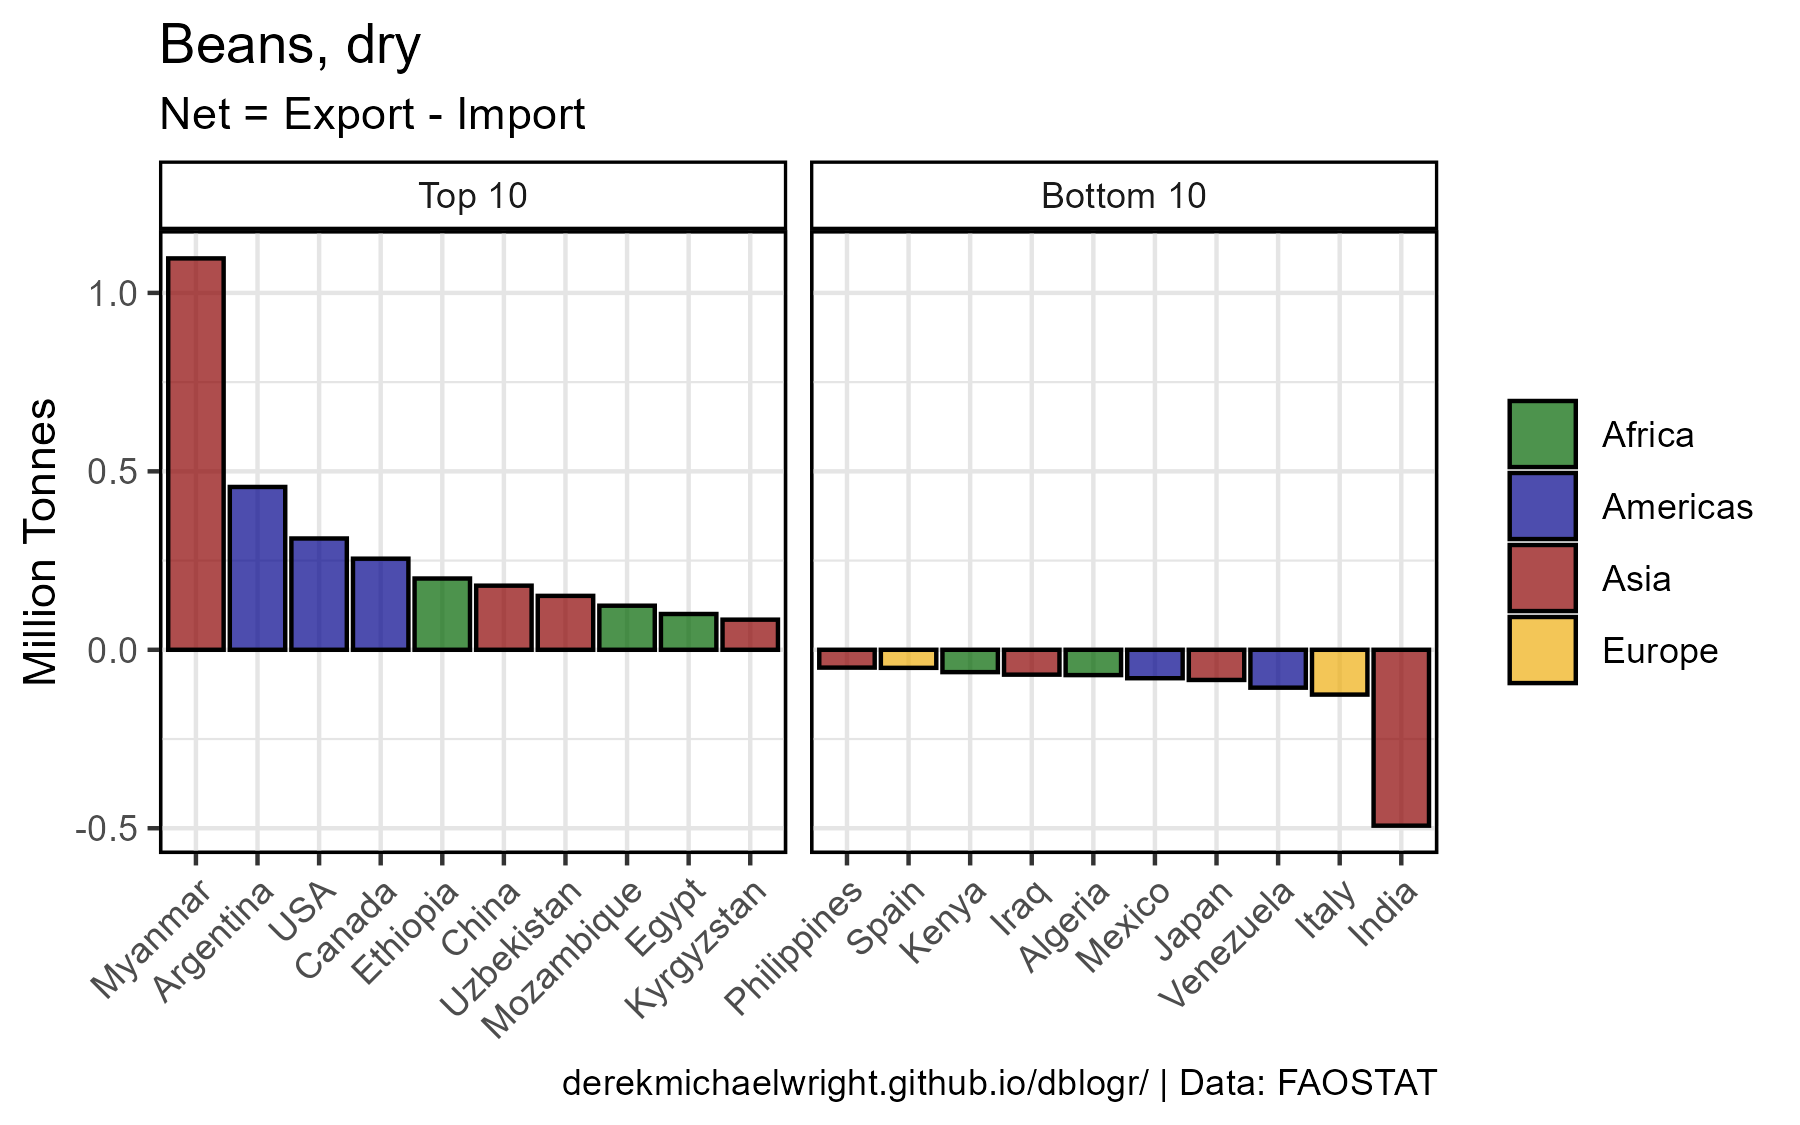 Beans, dry
Net = Export - Import
Top 10
Bottom 10
Million Tonnes
1.0
0.5
0.0
-0.5
Myanmar
Argentina
USA
Canada
Ethiopia
China
Uzbekistan
Mozambique
Egypt
Kyrgyzstan
Philippines
Spain
Kenya
Iraq
Algeria
Mexico
Japan
Venezuela
Italy
India
Africa
Americas
Asia
Europe
derekmichaelwright.github.io/dblogr/ | Data: FAOSTAT